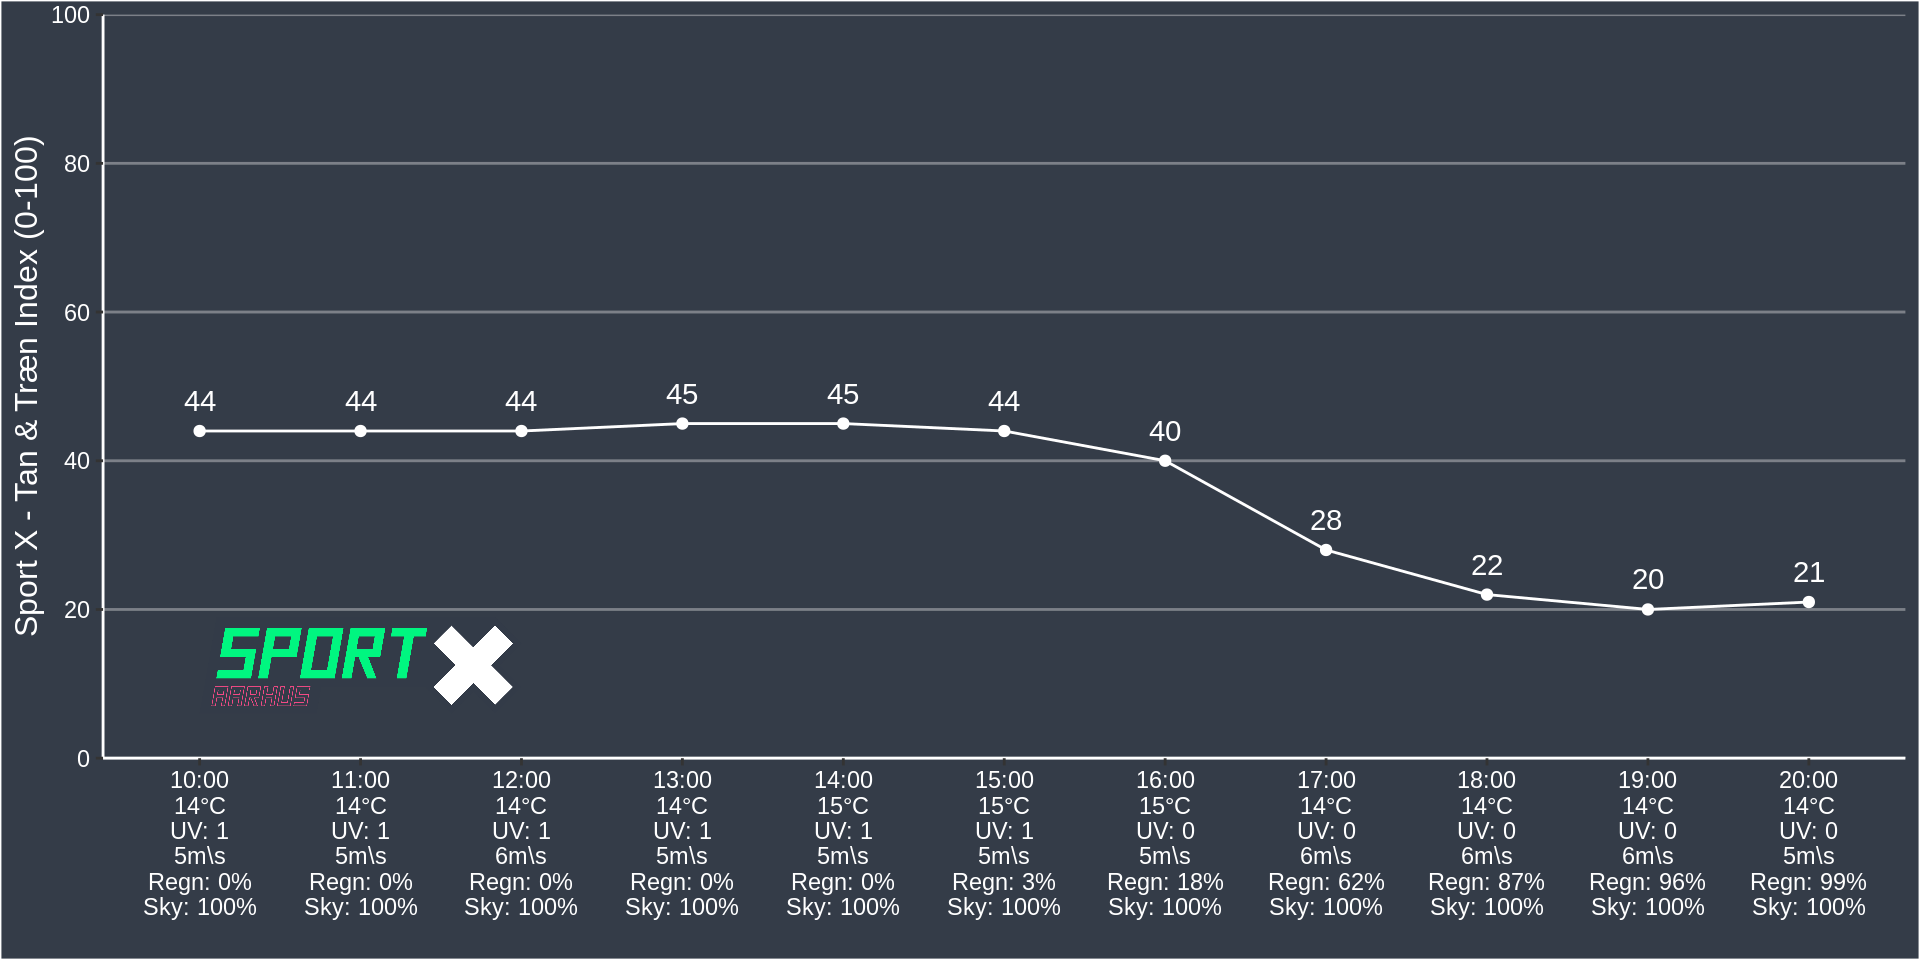 Sport X - Tan & Træn Index (0-100)
100
80
60
40
20
0
44
44
44
45
45
44
40
28
22
20
21
SPORT X
AARHUS
10:00
14°C
UV: 1
5m\s
Regn: 0%
Sky: 100%
11:00
14°C
UV: 1
5m\s
Regn: 0%
Sky: 100%
12:00
14°C
UV: 1
6m\s
Regn: 0%
Sky: 100%
13:00
14°C
UV: 1
5m\s
Regn: 0%
Sky: 100%
14:00
15°C
UV: 1
5m\s
Regn: 0%
Sky: 100%
15:00
15°C
UV: 1
5m\s
Regn: 3%
Sky: 100%
16:00
15°C
UV: 0
5m\s
Regn: 18%
Sky: 100%
17:00
14°C
UV: 0
6m\s
Regn: 62%
Sky: 100%
18:00
14°C
UV: 0
6m\s
Regn: 87%
Sky: 100%
19:00
14°C
UV: 0
6m\s
Regn: 96%
Sky: 100%
20:00
14°C
UV: 0
5m\s
Regn: 99%
Sky: 100%